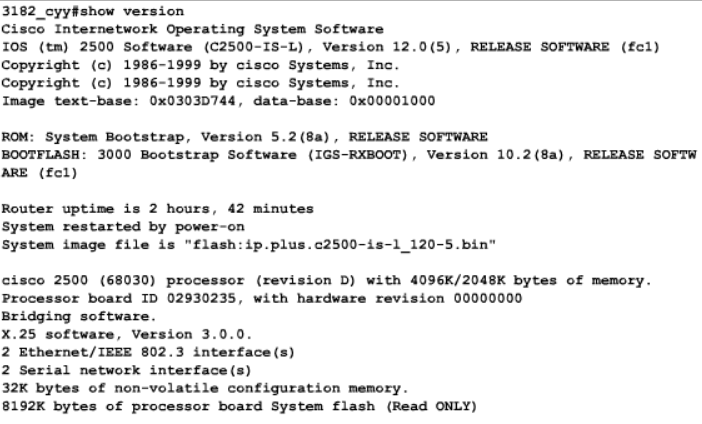 3182_cyy#show version
Cisco Internetwork Operating System Software
IOS (tm) 2500 Software (C2500-IS-L), Version 12.0(5), RELEASE SOFTWARE (fc1)
Copyright (c) 1986-1999 by cisco Systems, Inc.
Copyright (c) 1986-1999 by cisco Systems, Inc.
Image text-base: 0x0303D744, data-base: 0x00001000
ROM: System Bootstrap, Version 5.2(8a), RELEASE SOFTWARE
BOOTFLASH: 3000 Bootstrap Software (IGS-RXBOOT), Version 10.2(8a), RELEASE SOFTW
ARE (fc1)
Router uptime is 2 hours, 42 minutes
System restarted by power-on
System image file is "flash:ip.plus.c2500-is-l_120-5.bin"
cisco 2500 (68030) processor (revision D) with 4096K/2048K bytes of memory.
Processor board ID 02930235, with hardware revision 00000000
Bridging software.
X.25 software, Version 3.0.0.
2 Ethernet/IEEE 802.3 interface(s)
2 Serial network interface(s)
32K bytes of non-volatile configuration memory.
8192K bytes of processor board System flash (Read ONLY)